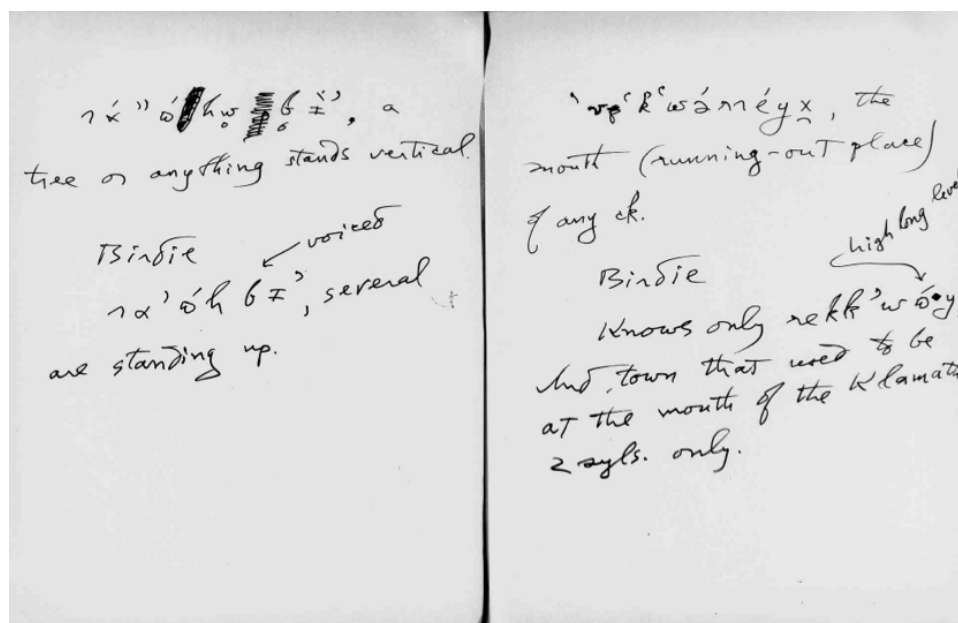 a
tree or anything stands vertical.
Birdie
voiced
several
are standing up.
the
mouth (running-out place)
of any ck.
high long level
Birdie
Knows only rekk'wó·y,
Ind. town that used to be
at the mouth of the Klamath
2 syls. only.